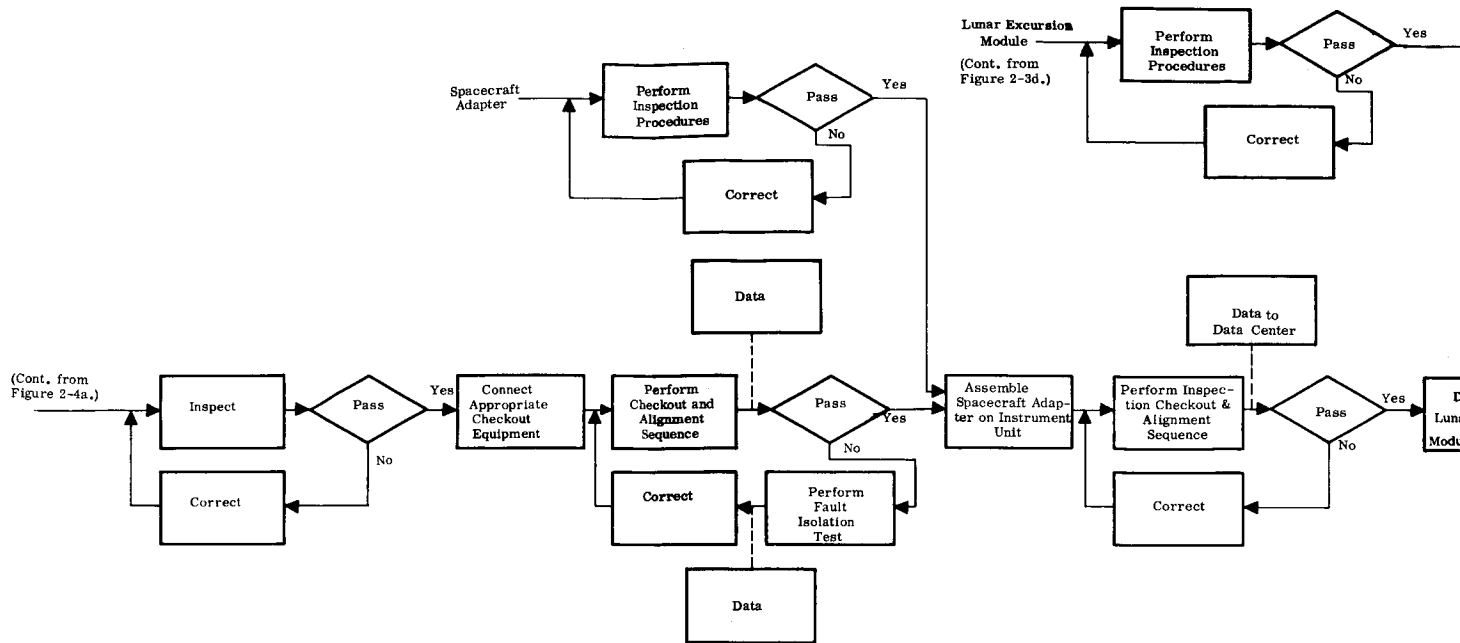 Lunar Excursion
Module
(Cont. from
Figure 2-3d.)
Perform
Inspection
Procedures
Pass
Yes
No
Correct
Spacecraft
Adapter
Perform
Inspection
Procedures
Pass
Yes
No
Correct
Data
Data to
Data Center
(Cont. from
Figure 2-4a.)
Inspect
Pass
Yes
No
Correct
Connect
Appropriate
Checkout
Equipment
Perform
Checkout and
Alignment
Sequence
Pass
Yes
No
Correct
Perform
Fault
Isolation
Test
Data
Assemble
Spacecraft Adap-
ter on Instrument
Unit
Perform Inspec-
tion Checkout &
Alignment
Sequence
Pass
Yes
No
Correct
D
Luna
Modu